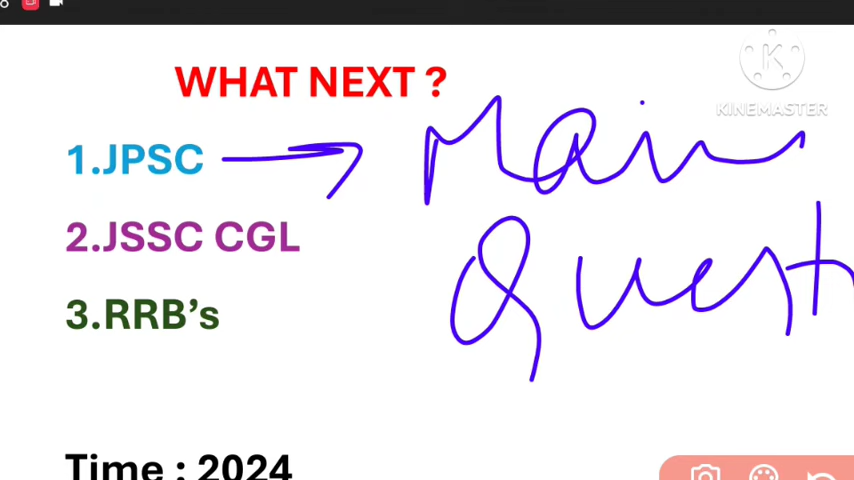 WHAT NEXT ?
KINEMASTER
1.JPSC → Main
2.JSSC CGL
Quest
3.RRB’s
Time : 2024